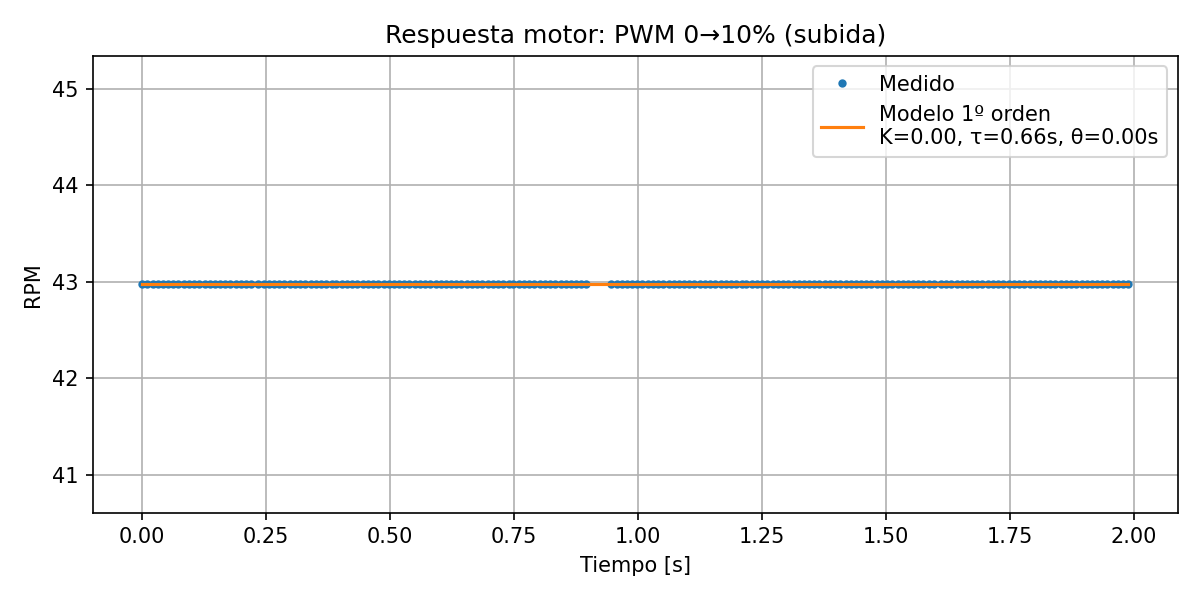 Respuesta motor: PWM 0→10% (subida)
45
44
43
42
41
RPM
Medido
Modelo 1º orden
K=0.00, τ=0.66s, θ=0.00s
0.00 0.25 0.50 0.75 1.00 1.25 1.50 1.75 2.00
Tiempo [s]